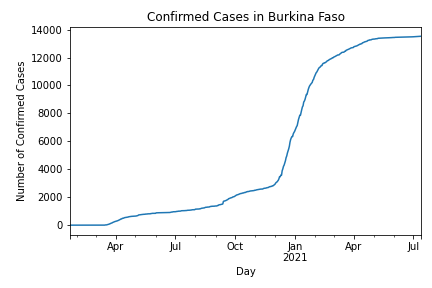 Confirmed Cases in Burkina Faso
Number of Confirmed Cases
14000
12000
10000
8000
6000
4000
2000
0
Apr Jul Oct Jan Apr Jul
2021
Day